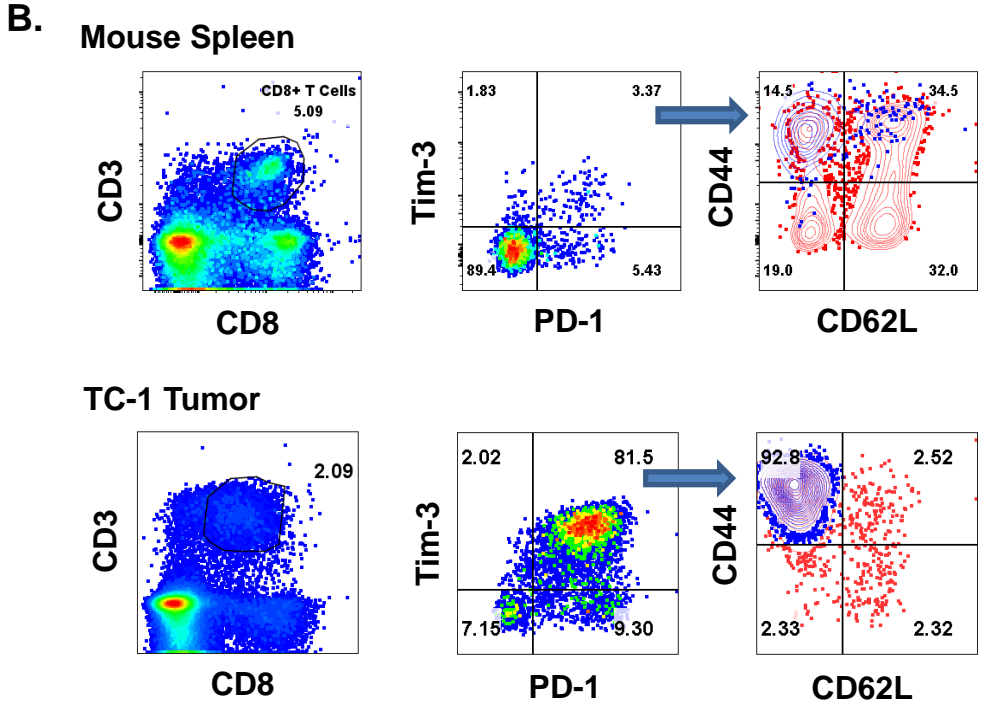 B.
Mouse Spleen
CD8+ T Cells
5.09
CD3
CD8
1.83
3.37
89.4
5.43
Tim-3
PD-1
14.5
34.5
19.0
32.0
CD44
CD62L
TC-1 Tumor
2.09
CD3
CD8
2.02
81.5
7.15
9.30
Tim-3
PD-1
92.8
2.52
2.33
2.32
CD44
CD62L